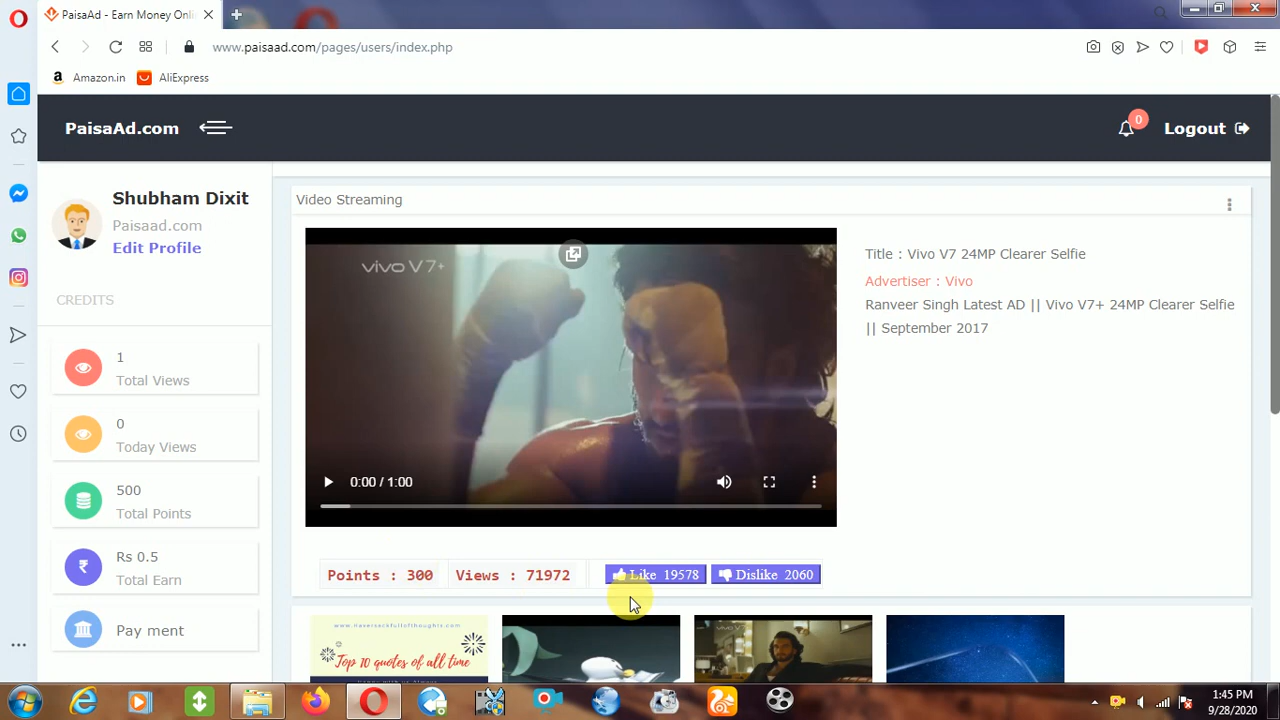 PaisaAd - Earn Money Onli
www.paisaad.com/pages/users/index.php
Amazon.in
AliExpress
PaisaAd.com
0
Logout
Shubham Dixit
Paisaad.com
Edit Profile
CREDITS
1
Total Views
0
Today Views
500
Total Points
Rs 0.5
Total Earn
Pay ment
Video Streaming
vivo V7+
0:00 / 1:00
Title : Vivo V7 24MP Clearer Selfie
Advertiser : Vivo
Ranveer Singh Latest AD || Vivo V7+ 24MP Clearer Selfie
|| September 2017
Points : 300
Views : 71972
Like 19578
Dislike 2060
Top 10 quotes of all time
1:45 PM
9/28/2020